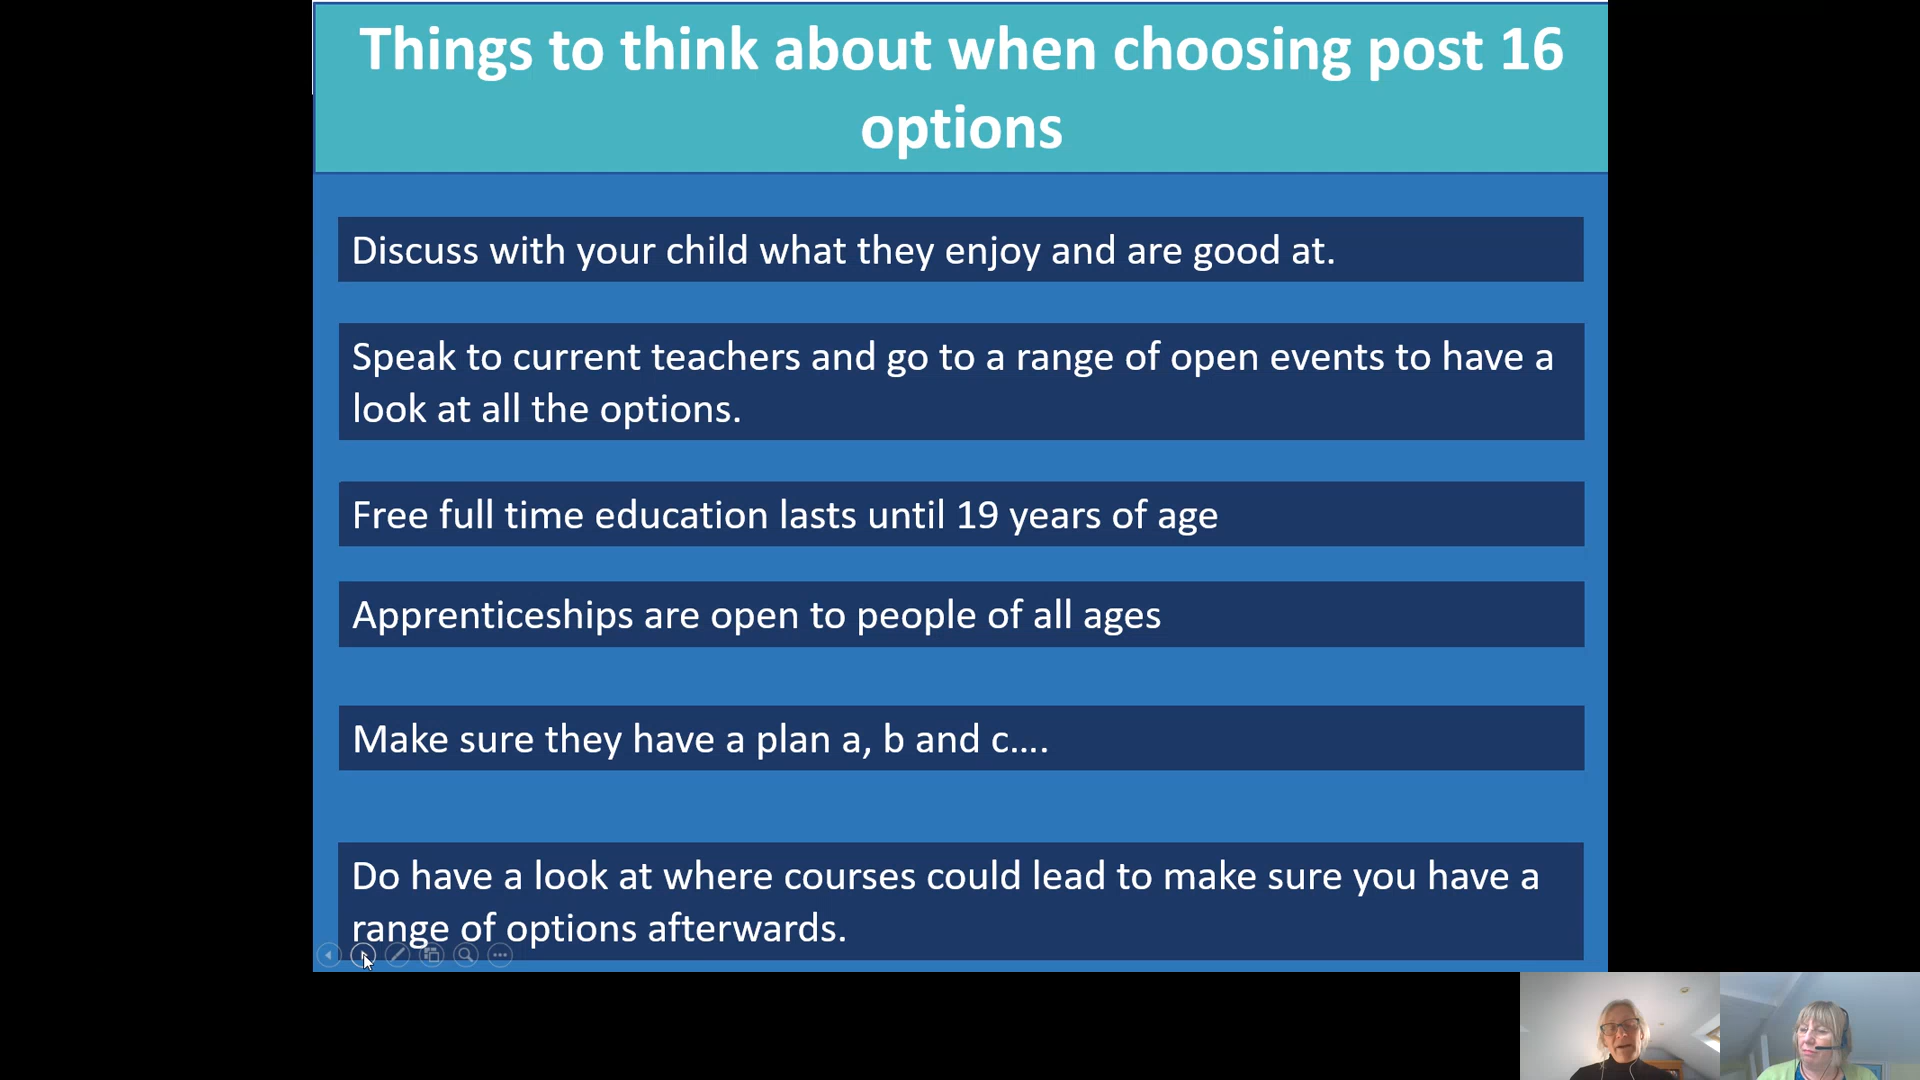 Things to think about when choosing post 16
options
Discuss with your child what they enjoy and are good at.
Speak to current teachers and go to a range of open events to have a
look at all the options.
Free full time education lasts until 19 years of age
Apprenticeships are open to people of all ages
Make sure they have a plan a, b and c....
Do have a look at where courses could lead to make sure you have a
range of options afterwards.